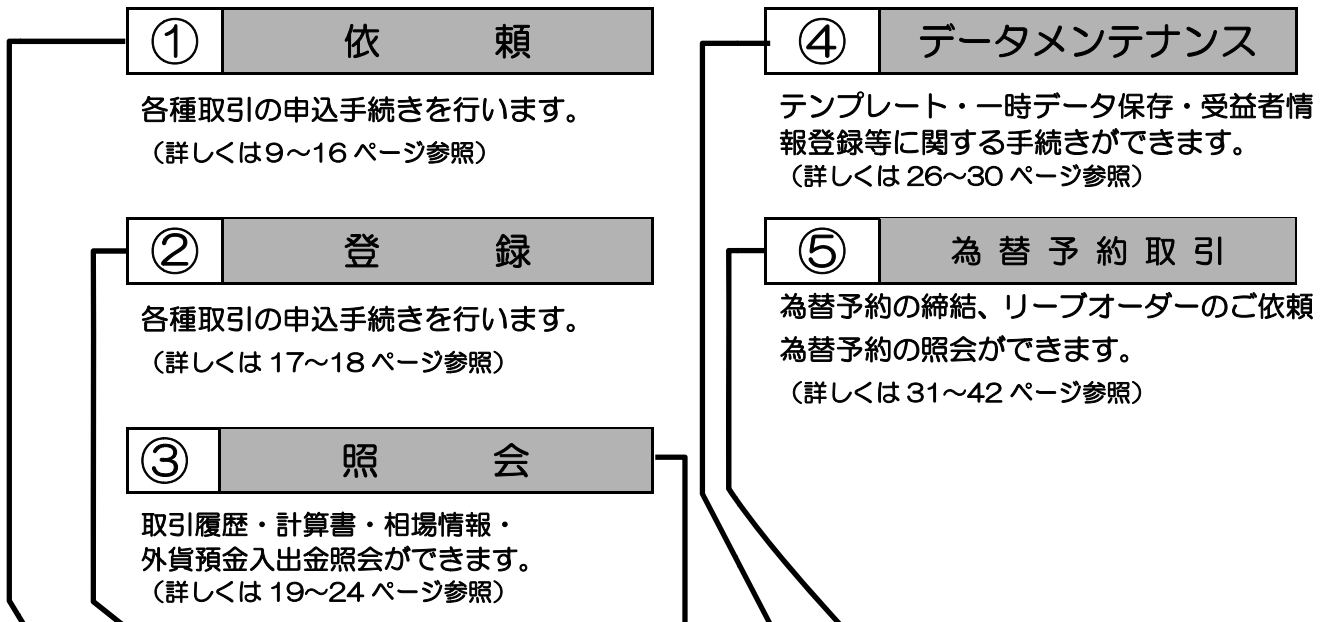 ① 依 頼
各種取引の申込手続きを行います。
（詳しくは9～16ページ参照）
② 登 録
各種取引の申込手続きを行います。
（詳しくは17～18ページ参照）
③ 照 会
取引履歴・計算書・相場情報・
外貨預金入出金照会ができます。
（詳しくは19～24ページ参照）
④ データメンテナンス
テンプレート・一時データ保存・受益者情
報登録等に関する手続きができます。
（詳しくは26～30ページ参照）
⑤ 為替予約取引
為替予約の締結、リーブオーダーのご依頼
為替予約の照会ができます。
（詳しくは31～42ページ参照）